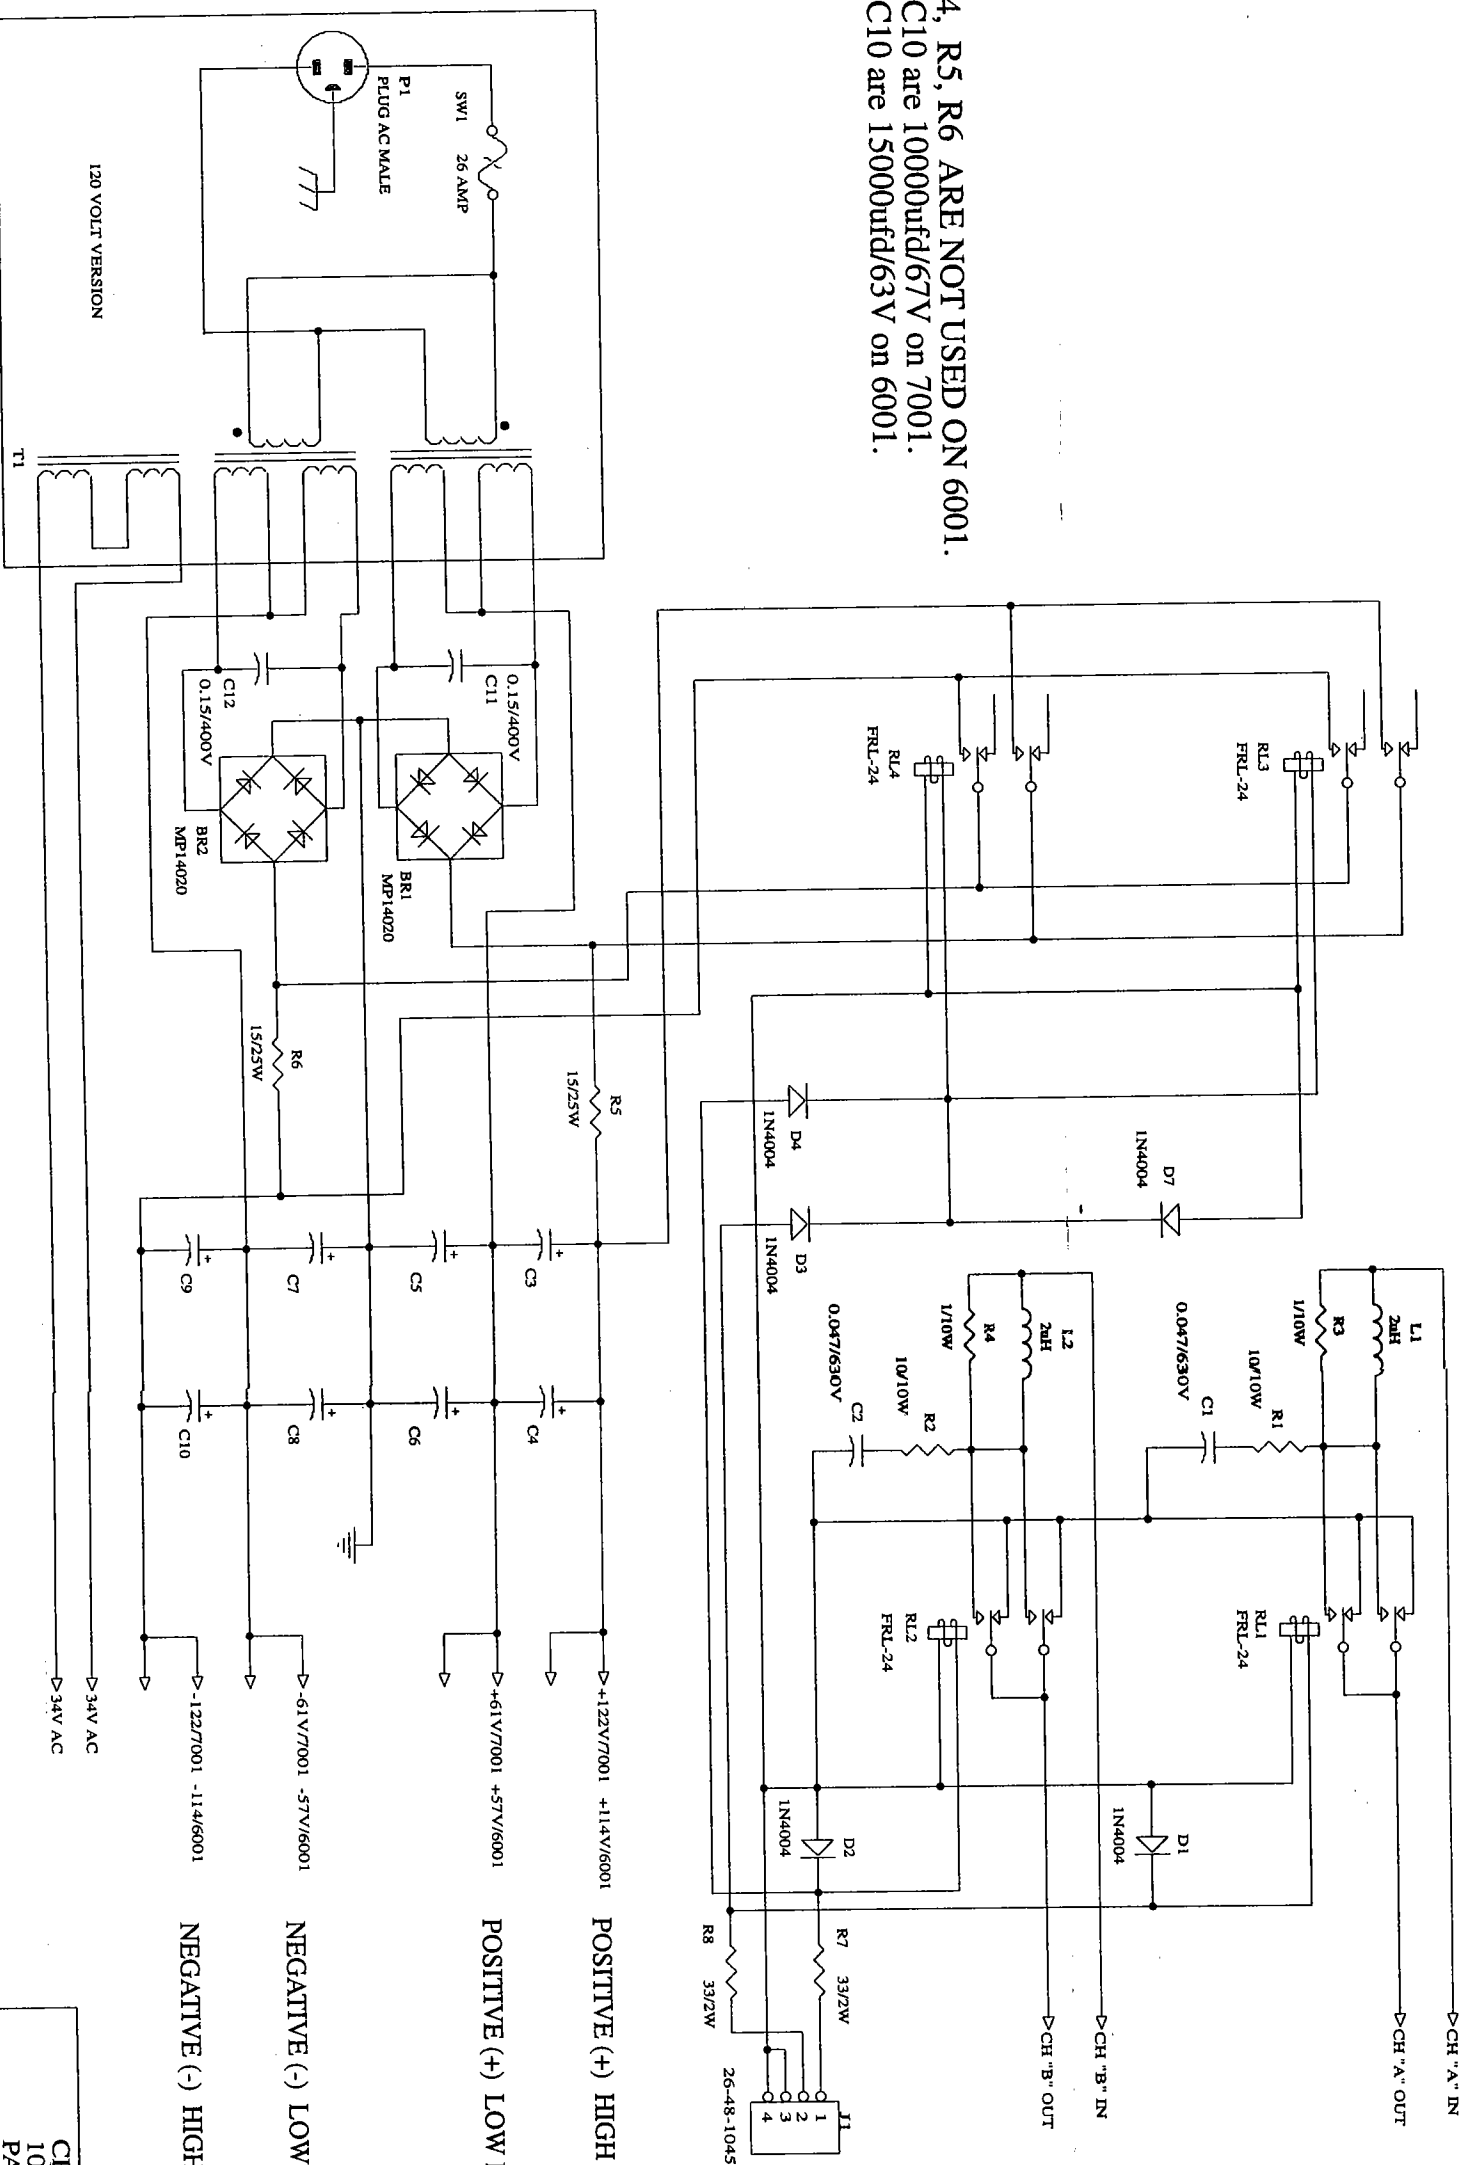 4, R5, R6 ARE NOT USED ON 6001.
C10 are 10000ufd/67V on 7001.
C10 are 15000ufd/63V on 6001.
P1
PLUG AC MALE
SW1 26 AMP
120 VOLT VERSION
T1
C11
0.15/400V
C12
0.15/400V
BR1
MP14020
BR2
MP14020
RL3
FRL-24
RL4
FRL-24
R5
15/25W
R6
15/25W
D4
1N4004
D3
1N4004
D7
1N4004
C3
C5
C7
C9
C4
C6
C8
C10
L1
2uH
R3
1/10W
R1
10/10W
C1
0.047/630V
L2
2uH
R4
1/10W
R2
10/10W
C2
0.047/630V
RL1
FRL-24
RL2
FRL-24
D1
1N4004
D2
1N4004
R7 33/2W
R8 33/2W
CH "A" IN
CH "A" OUT
CH "B" IN
CH "B" OUT
J1
1
2
3
4
26-48-1045
+122V/7001 +114V/6001 POSITIVE (+) HIGH
+61V/7001 +57V/6001 POSITIVE (+) LOW
-61V/7001 -57V/6001 NEGATIVE (-) LOW
-122/7001 -114/6001 NEGATIVE (-) HIGH
34V AC
34V AC